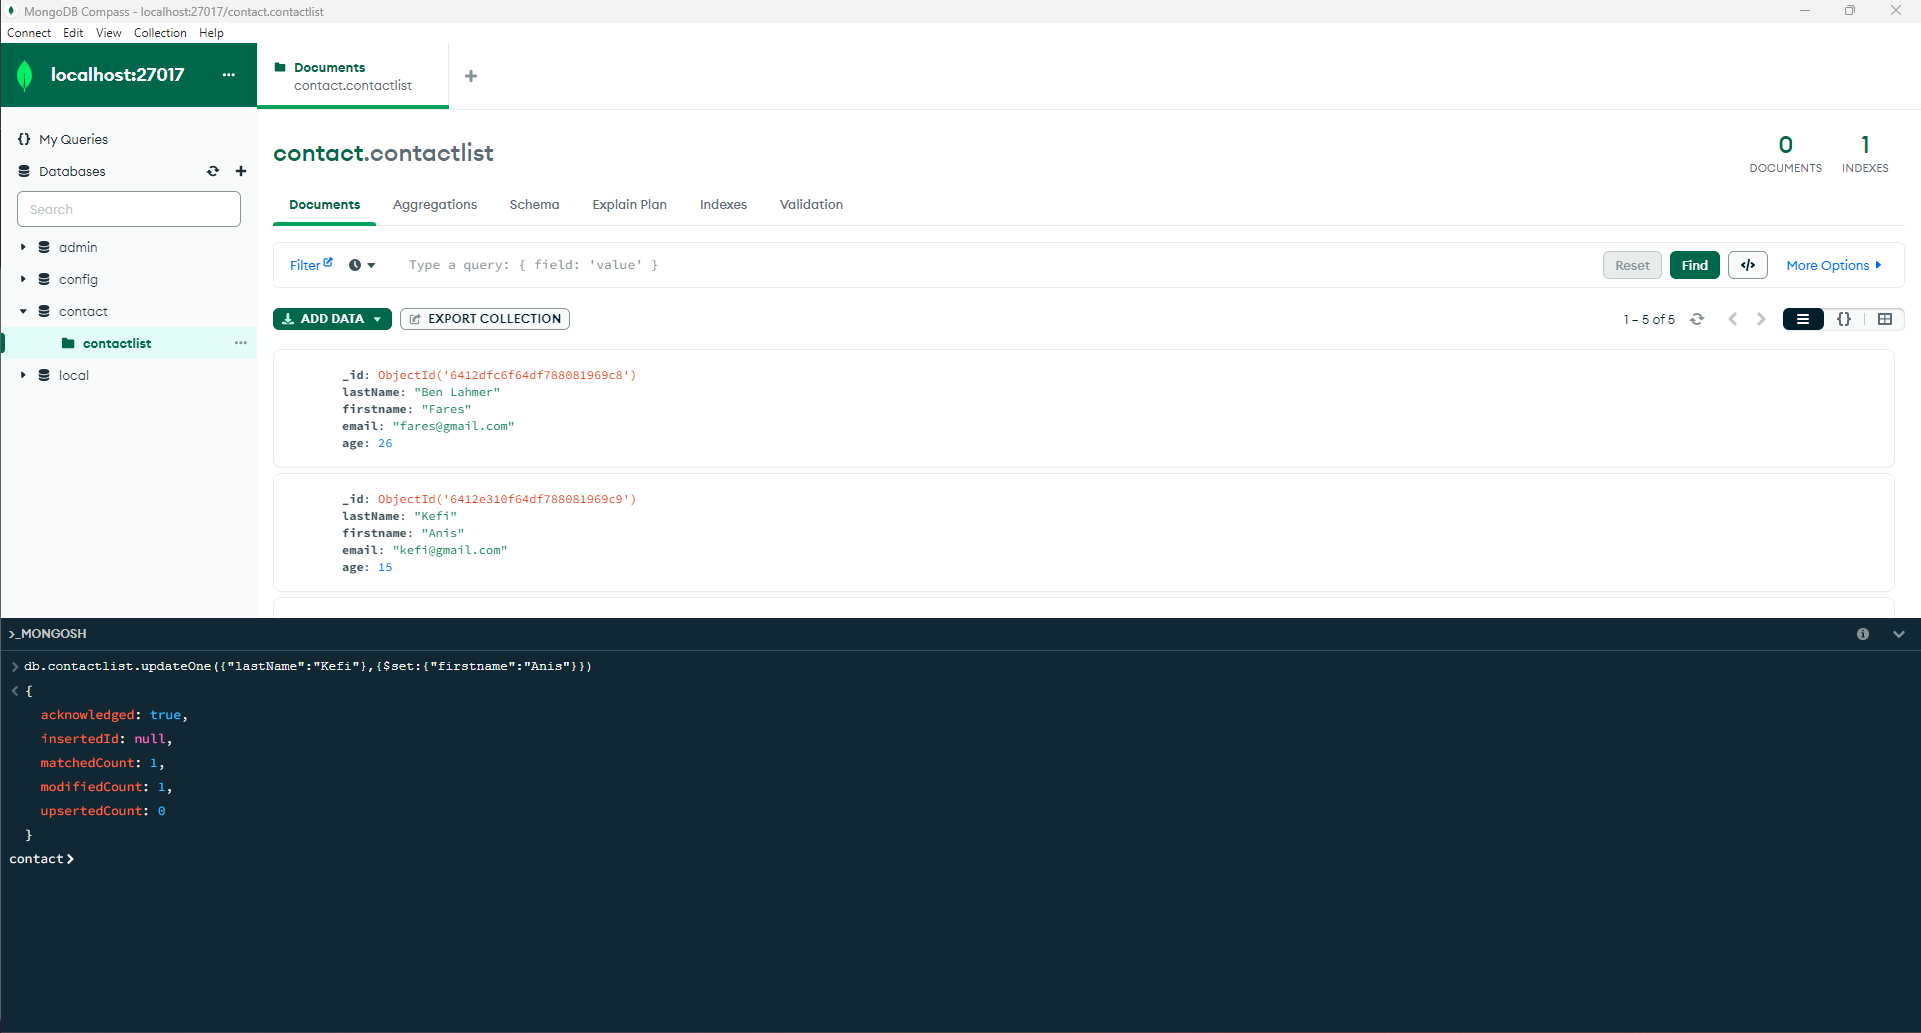 MongoDB Compass - localhost:27017/contact.contactlist
Connect Edit View Collection Help
localhost:27017 ···
Documents
contact.contactlist
My Queries
Databases
Search
admin
config
contact
contactlist ···
local
contact.contactlist
0
DOCUMENTS
1
INDEXES
Documents Aggregations Schema Explain Plan Indexes Validation
Filter Type a query: { field: 'value' } Reset Find </> More Options
ADD DATA EXPORT COLLECTION 1 – 5 of 5 {}
_id: ObjectId('6412dfc6f64df788081969c8')
lastName: "Ben Lahmer"
firstname: "Fares"
email: "fares@gmail.com"
age: 26
_id: ObjectId('6412e310f64df788081969c9')
lastName: "Kefi"
firstname: "Anis"
email: "kefi@gmail.com"
age: 15
>_MONGOSH
> db.contactlist.updateOne({"lastName":"Kefi"},{$set:{"firstname":"Anis"}})
< {
acknowledged: true,
insertedId: null,
matchedCount: 1,
modifiedCount: 1,
upsertedCount: 0
}
contact>